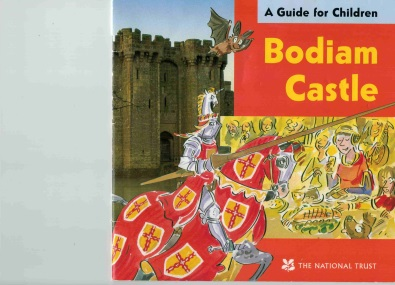 A Guide for Children
Bodiam
Castle
THE NATIONAL TRUST